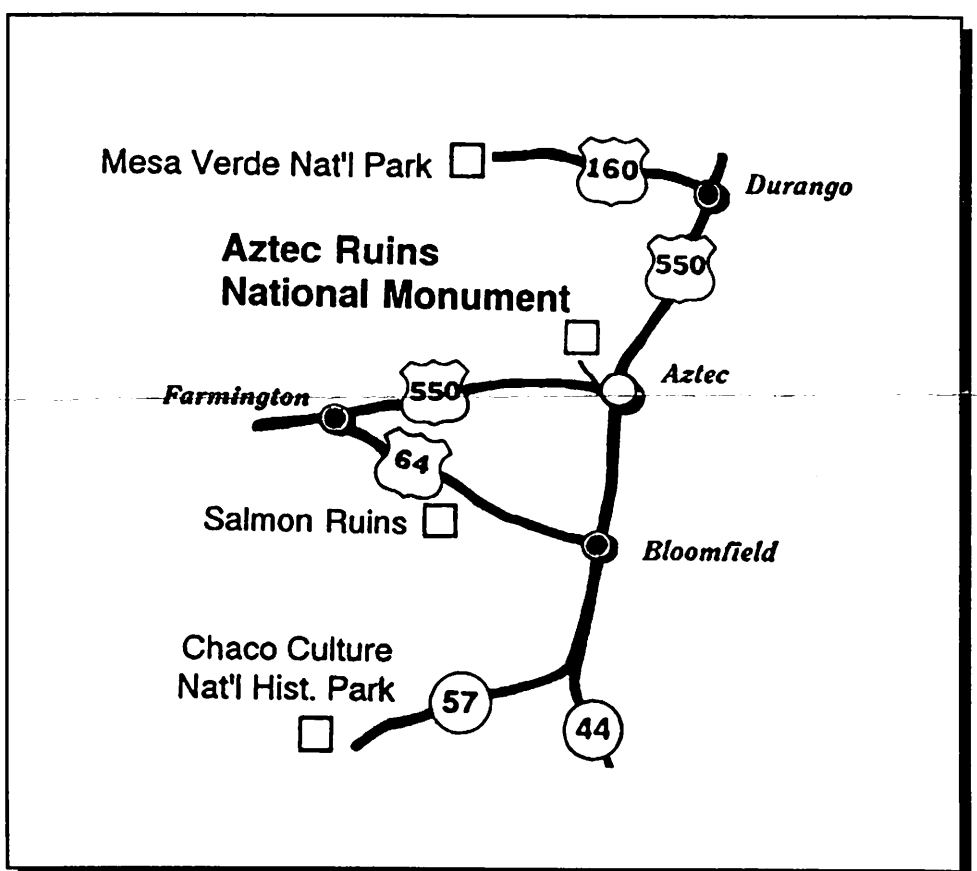 Mesa Verde Nat'l Park
160
Durango
550
Aztec Ruins
National Monument
Aztec
Farmington
550
64
Salmon Ruins
Bloomfield
Chaco Culture
Nat'l Hist. Park
57
44